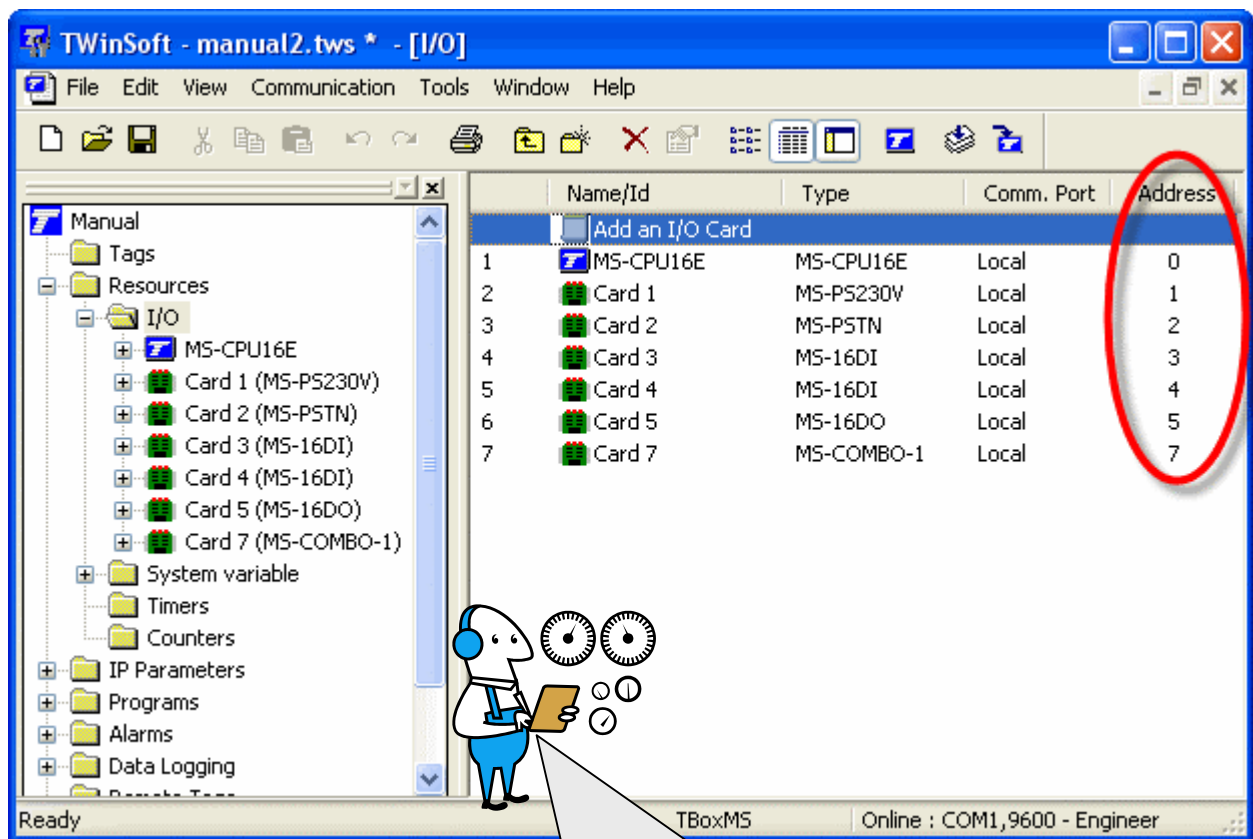 TWinSoft - manual2.tws * - [I/O]
File Edit View Communication Tools Window Help
Name/Id Type Comm. Port Address
Manual
Tags
Resources
I/O
MS-CPU16E
Card 1 (MS-PS230V)
Card 2 (MS-PSTN)
Card 3 (MS-16DI)
Card 4 (MS-16DI)
Card 5 (MS-16DO)
Card 7 (MS-COMBO-1)
System variable
Timers
Counters
IP Parameters
Programs
Alarms
Data Logging
Add an I/O Card
1 MS-CPU16E MS-CPU16E Local 0
2 Card 1 MS-PS230V Local 1
3 Card 2 MS-PSTN Local 2
4 Card 3 MS-16DI Local 3
5 Card 4 MS-16DI Local 4
6 Card 5 MS-16DO Local 5
7 Card 7 MS-COMBO-1 Local 7
Ready TBoxMS Online : COM1,9600 - Engineer